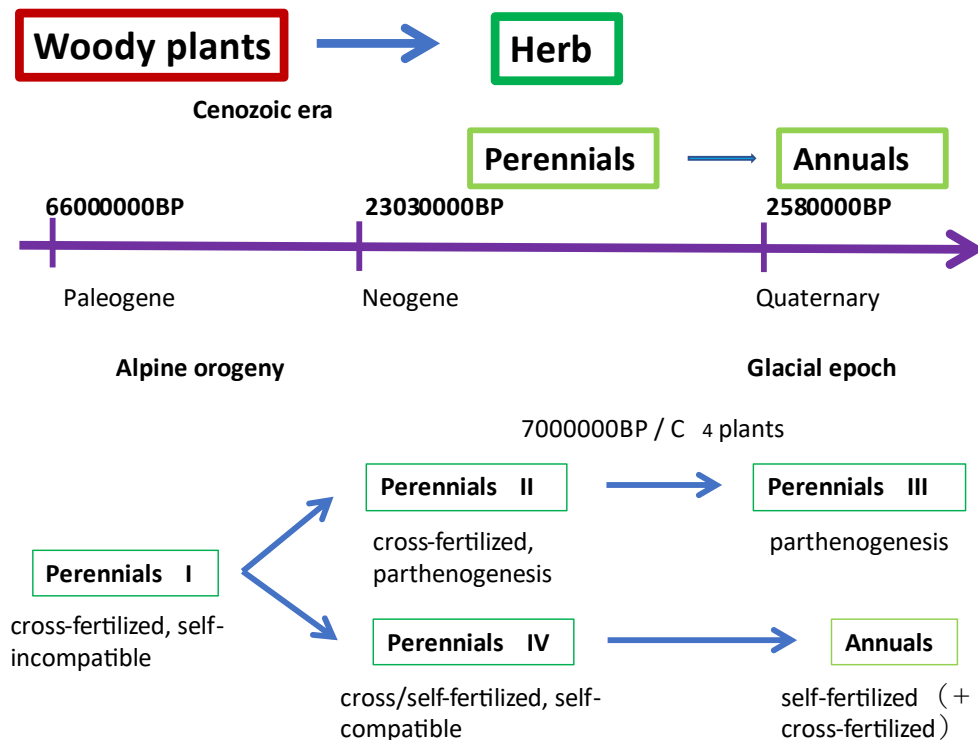 Woody plants
Herb
Cenozoic era
Perennials
Annuals
66000000BP
23030000BP
2580000BP
Paleogene
Neogene
Quaternary
Alpine orogeny
Glacial epoch
7000000BP / C 4 plants
Perennials II
Perennials III
cross-fertilized,
parthenogenesis
parthenogenesis
Perennials I
cross-fertilized, self-
incompatible
Perennials IV
Annuals
cross/self-fertilized, self-
compatible
self-fertilized (+
cross-fertilized)